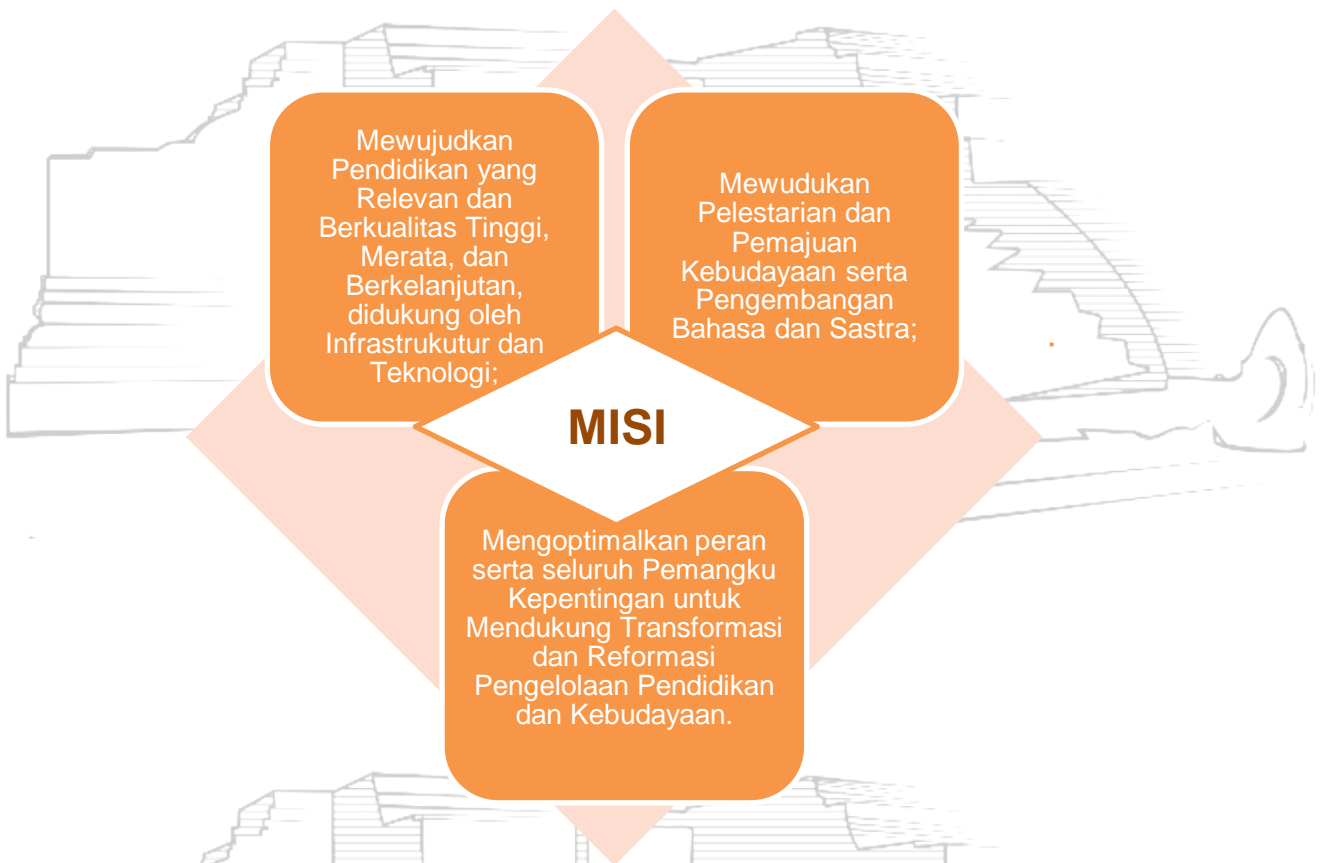 Mewujudkan
Pendidikan yang
Relevan dan
Berkualitas Tinggi,
Merata, dan
Berkelanjutan,
didukung oleh
Infrastrukutur dan
Teknologi;
Mewudukan
Pelestarian dan
Pemajuan
Kebudayaan serta
Pengembangan
Bahasa dan Sastra;
MISI
Mengoptimalkan peran
serta seluruh Pemangku
Kepentingan untuk
Mendukung Transformasi
dan Reformasi
Pengelolaan Pendidikan
dan Kebudayaan.